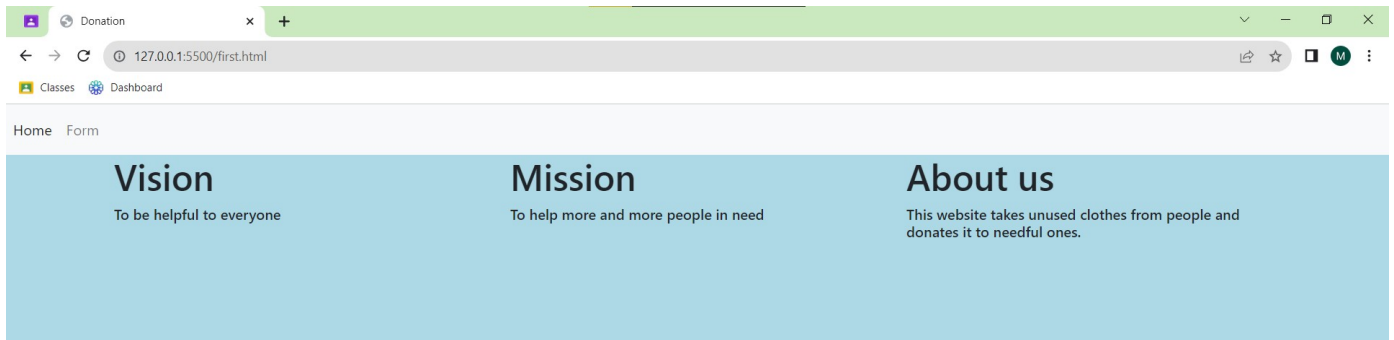 Donation
127.0.0.1:5500/first.html
M
Classes Dashboard
Home Form
Vision Mission About us
To be helpful to everyone To help more and more people in need This website takes unused clothes from people and
donates it to needful ones.